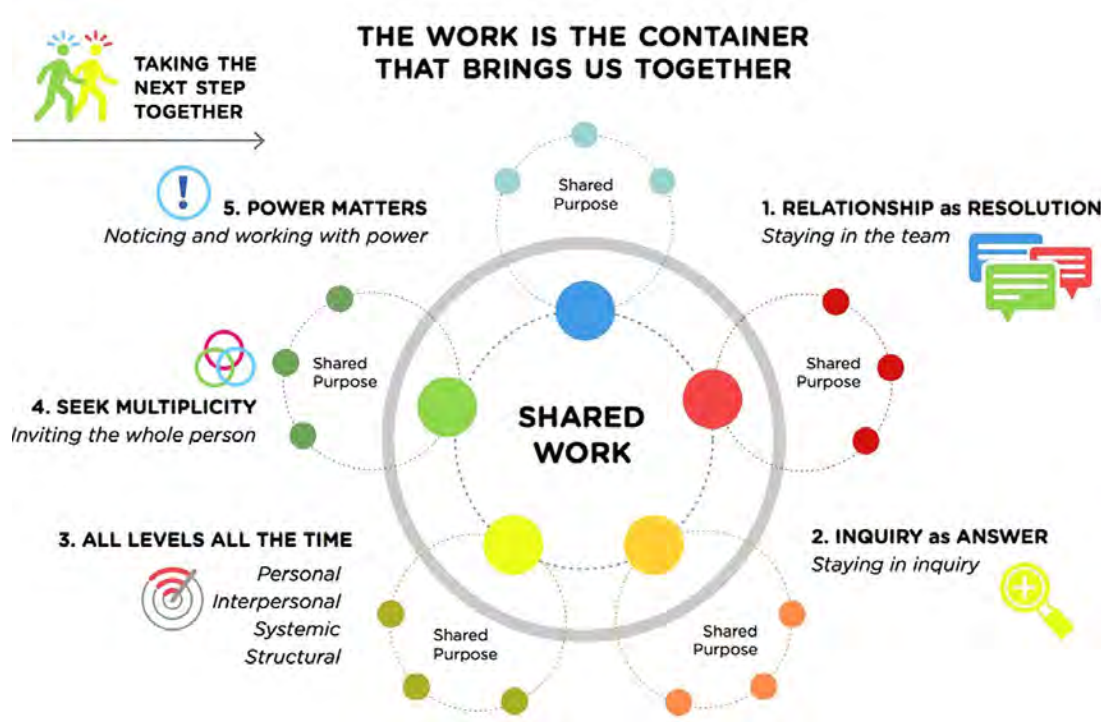 THE WORK IS THE CONTAINER
THAT BRINGS US TOGETHER
TAKING THE
NEXT STEP
TOGETHER
!
5. POWER MATTERS
Noticing and working with power
Shared
Purpose
1. RELATIONSHIP as RESOLUTION
Staying in the team
Shared
Purpose
4. SEEK MULTIPLICITY
Inviting the whole person
Shared
Purpose
SHARED
WORK
3. ALL LEVELS ALL THE TIME
Personal
Interpersonal
Systemic
Structural
Shared
Purpose
2. INQUIRY as ANSWER
Staying in inquiry
Shared
Purpose